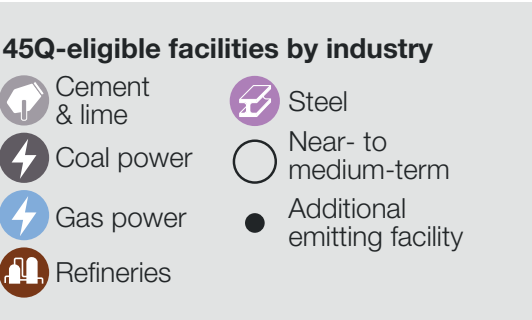 45Q-eligible facilities by industry
Cement
& lime
Coal power
Gas power
Refineries
Steel
Near- to
medium-term
Additional
emitting facility